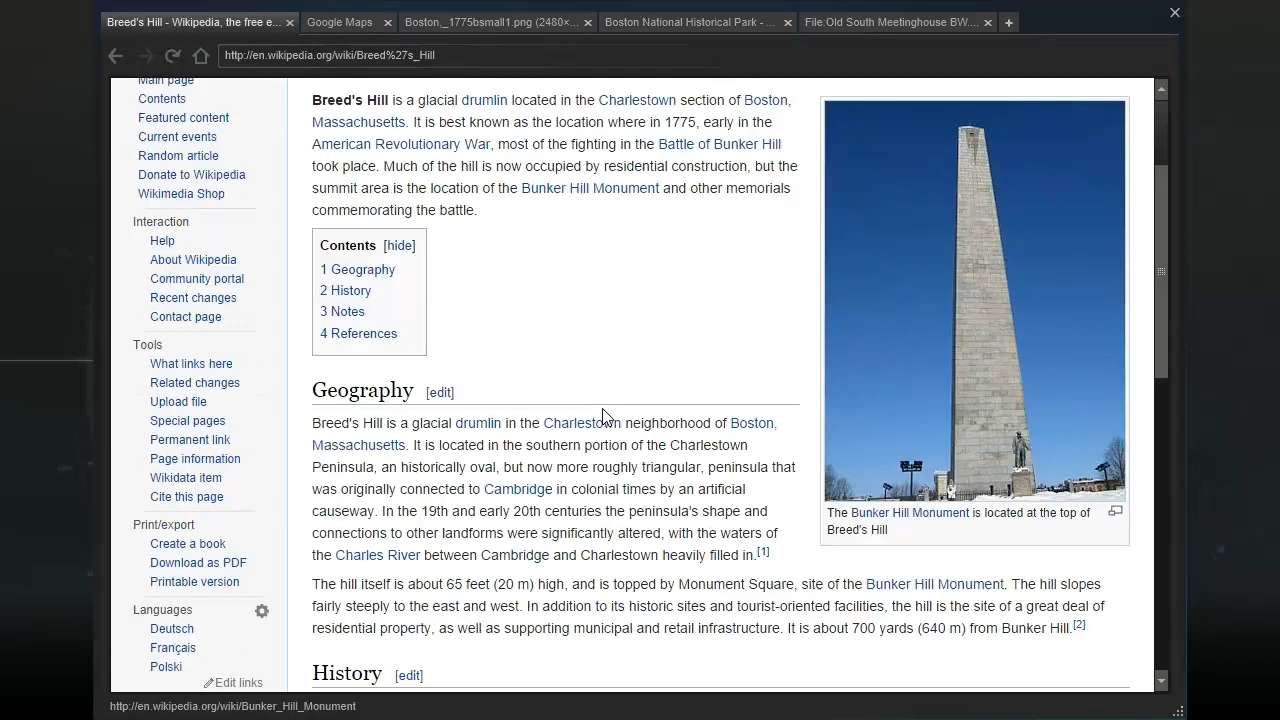 Breed's Hill - Wikipedia, the free e...
Google Maps
Boston,_1775bsmall1.png (2480×...
Boston National Historical Park - ...
File:Old South Meetinghouse BW....
http://en.wikipedia.org/wiki/Breed%27s_Hill
Main page
Contents
Featured content
Current events
Random article
Donate to Wikipedia
Wikimedia Shop
Interaction
Help
About Wikipedia
Community portal
Recent changes
Contact page
Tools
What links here
Related changes
Upload file
Special pages
Permanent link
Page information
Wikidata item
Cite this page
Print/export
Create a book
Download as PDF
Printable version
Languages
Deutsch
Français
Polski
Edit links
Breed's Hill is a glacial drumlin located in the Charlestown section of Boston,
Massachusetts. It is best known as the location where in 1775, early in the
American Revolutionary War, most of the fighting in the Battle of Bunker Hill
took place. Much of the hill is now occupied by residential construction, but the
summit area is the location of the Bunker Hill Monument and other memorials
commemorating the battle.
Contents [hide]
1 Geography
2 History
3 Notes
4 References
The Bunker Hill Monument is located at the top of
Breed's Hill
Geography [edit]
Breed's Hill is a glacial drumlin in the Charlestown neighborhood of Boston,
Massachusetts. It is located in the southern portion of the Charlestown
Peninsula, an historically oval, but now more roughly triangular, peninsula that
was originally connected to Cambridge in colonial times by an artificial
causeway. In the 19th and early 20th centuries the peninsula's shape and
connections to other landforms were significantly altered, with the waters of
the Charles River between Cambridge and Charlestown heavily filled in.[1]
The hill itself is about 65 feet (20 m) high, and is topped by Monument Square, site of the Bunker Hill Monument. The hill slopes
fairly steeply to the east and west. In addition to its historic sites and tourist-oriented facilities, the hill is the site of a great deal of
residential property, as well as supporting municipal and retail infrastructure. It is about 700 yards (640 m) from Bunker Hill.[2]
History [edit]
http://en.wikipedia.org/wiki/Bunker_Hill_Monument